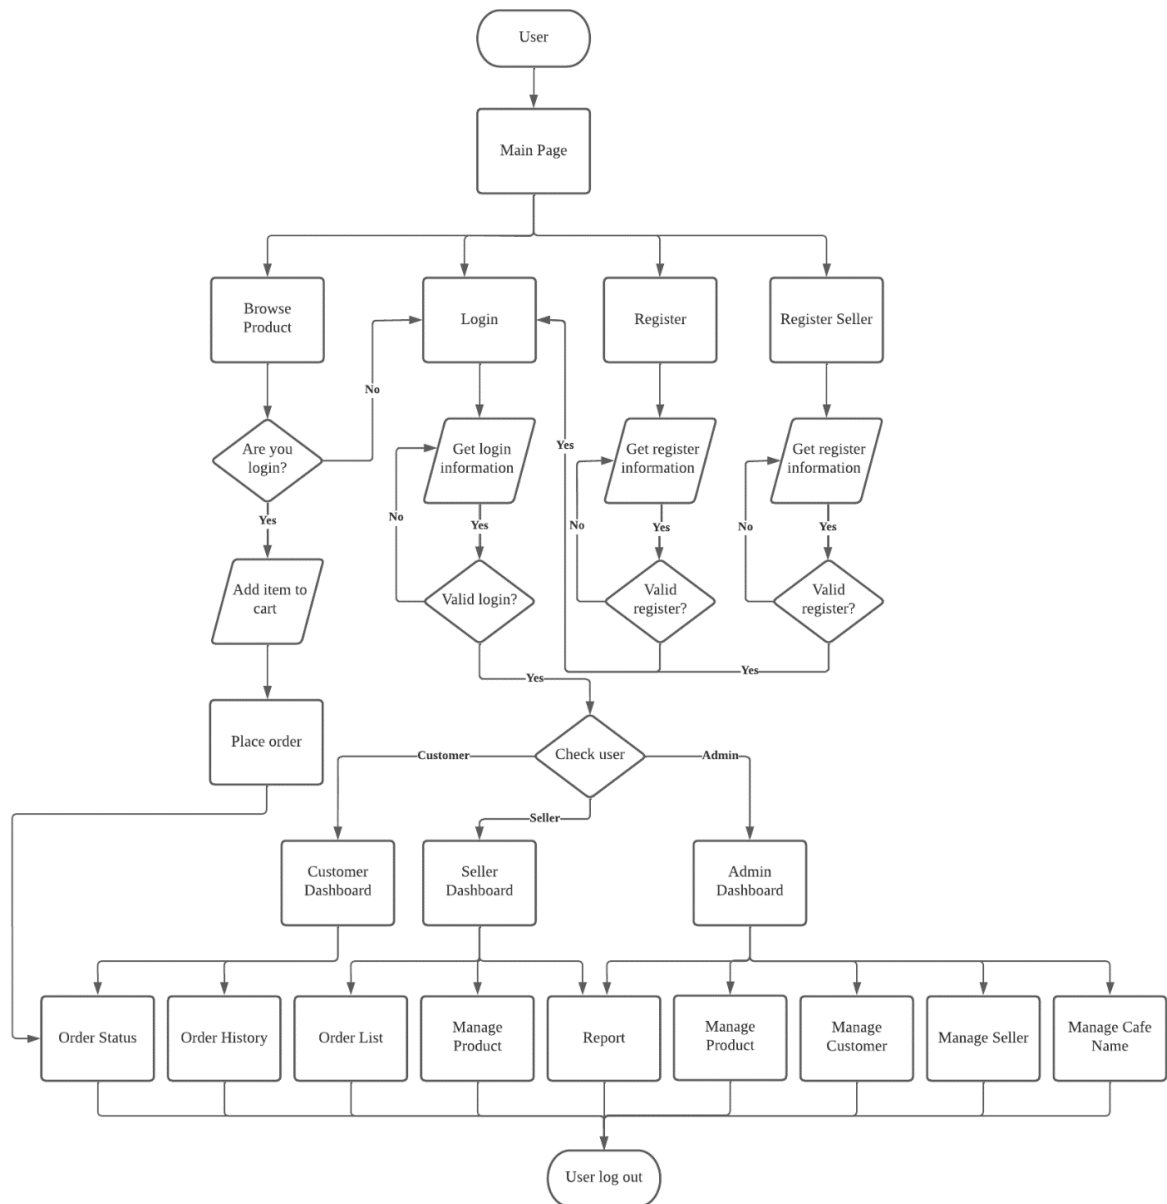 User
Main Page
Browse
Product
Login
Register
Register Seller
No
Are you
login?
Get login
information
Yes
Get register
information
Get register
information
Yes
No
Yes
No
Yes
No
Yes
Add item to
cart
Valid login?
Valid
register?
Valid
register?
Yes
Yes
Place order
Customer
Check user
Admin
Seller
Customer
Dashboard
Seller
Dashboard
Admin
Dashboard
Order Status
Order History
Order List
Manage
Product
Report
Manage
Product
Manage
Customer
Manage Seller
Manage Cafe
Name
User log out